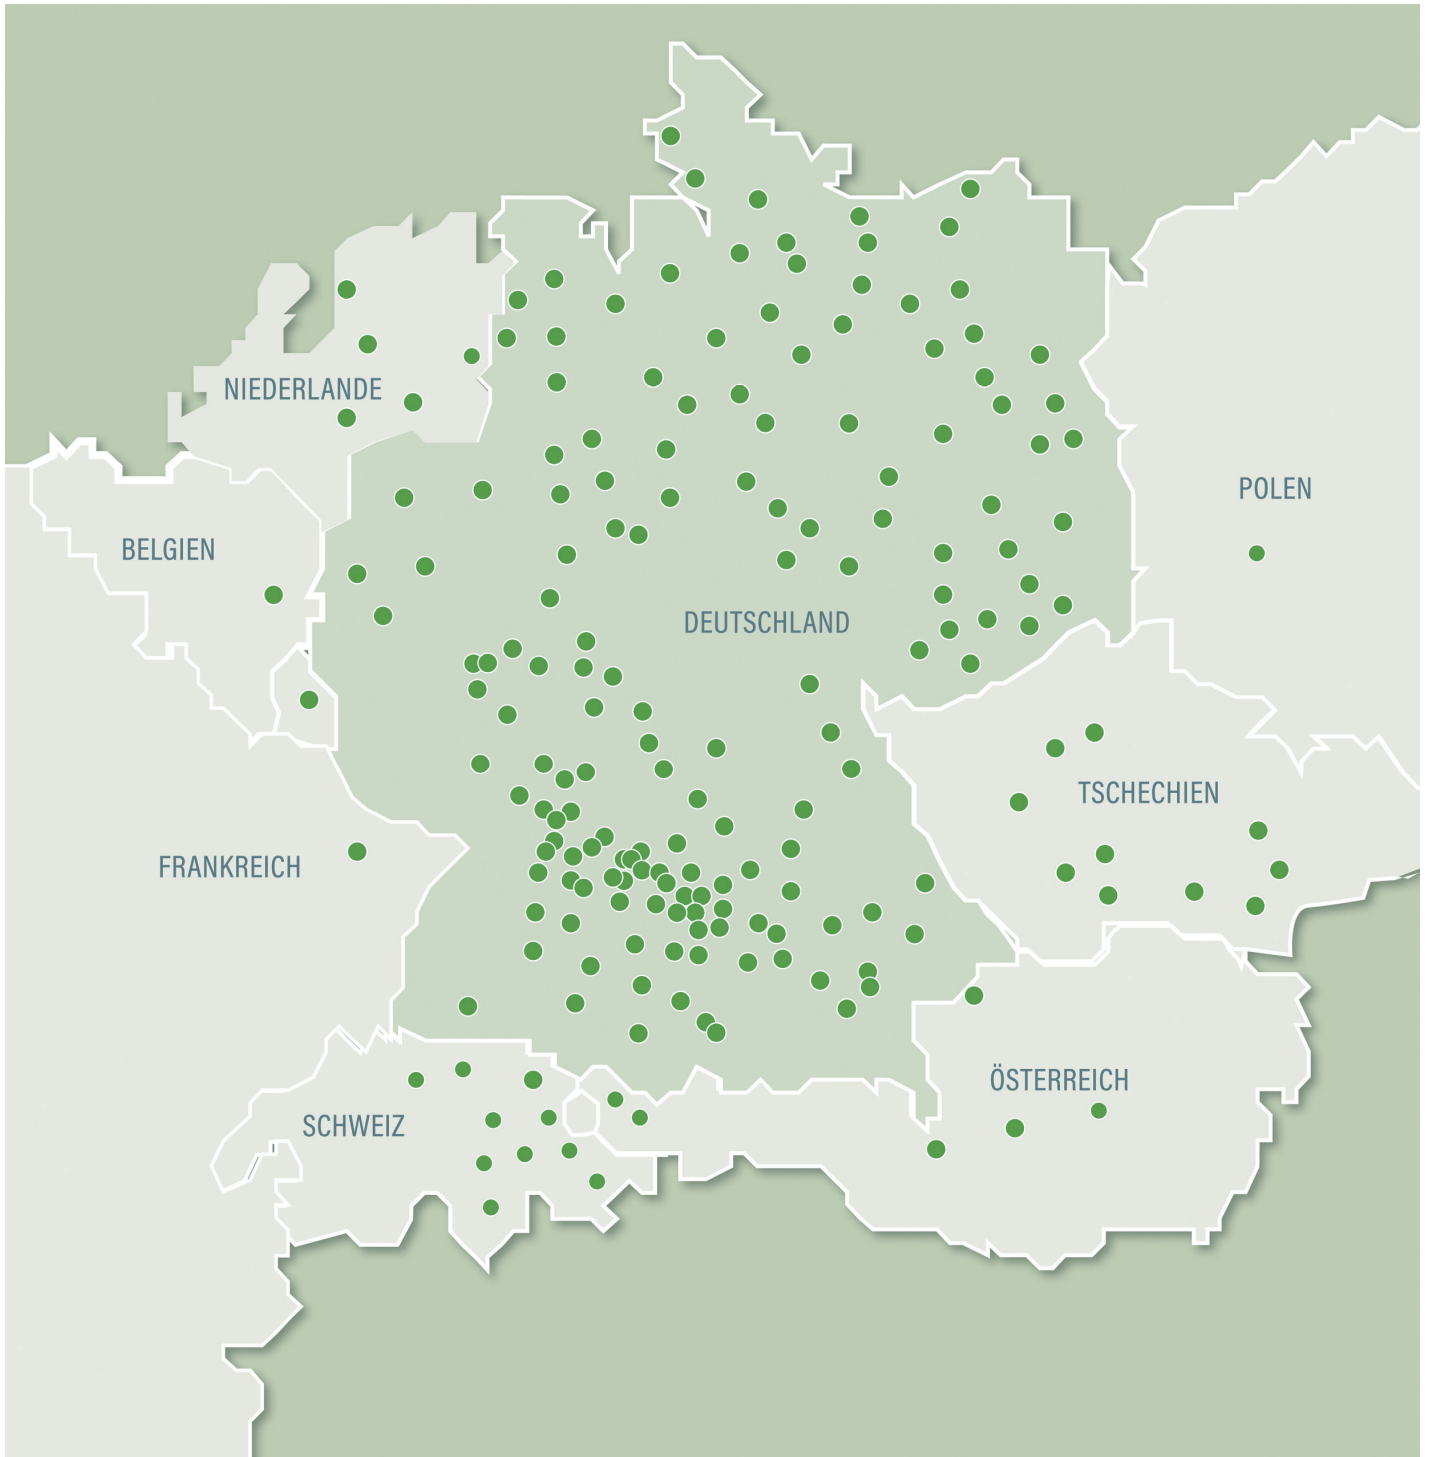 NIEDERLANDE
POLEN
BELGIEN
DEUTSCHLAND
TSCHECHIEN
FRANKREICH
ÖSTERREICH
SCHWEIZ